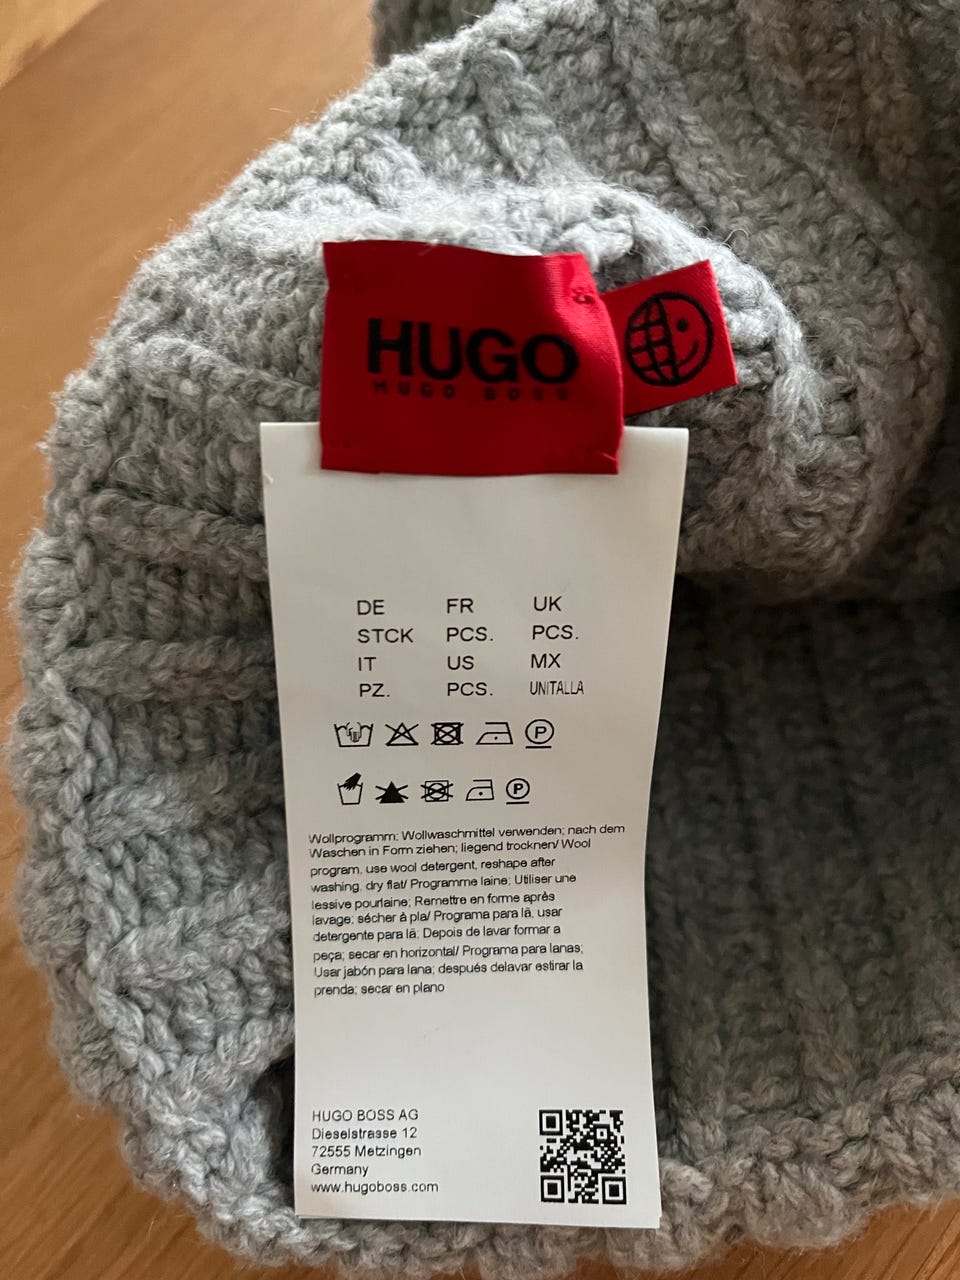 HUGO
HUGO BOSS
DE FR UK
STCK PCS. PCS.
IT US MX
PZ. PCS. UNITALLA
P
P
Wollprogramm; Wollwaschmittel verwenden; nach dem
Waschen in Form ziehen; liegend trocknen/ Wool
program, use wool detergent, reshape after
washing, dry flat/ Programme laine; Utiliser une
lessive pourlaine; Remettre en forme après
lavage; sécher à pla/ Programa para lã, usar
detergente para lã; Depois de lavar formar a
peça; secar en horizontal/ Programa para lanas;
Usar jabón para lana; después delavar estirar la
prenda; secar en plano
HUGO BOSS AG
Dieselstrasse 12
72555 Metzingen
Germany
www.hugoboss.com